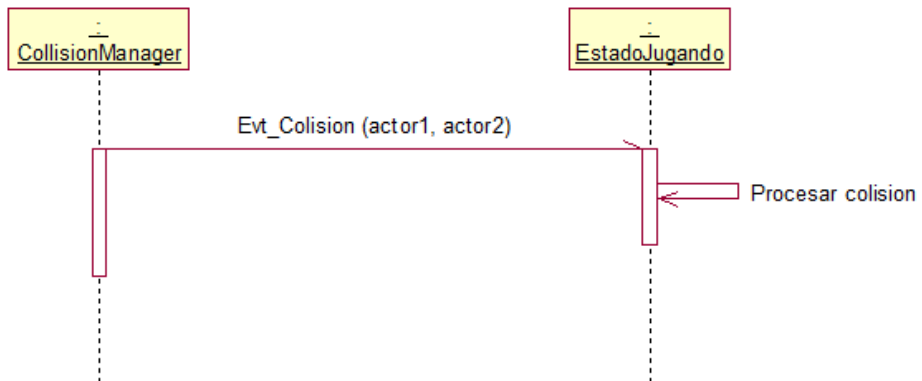 :
CollisionManager
:
EstadoJugando
Evt_Colision (actor1, actor2)
Procesar colision